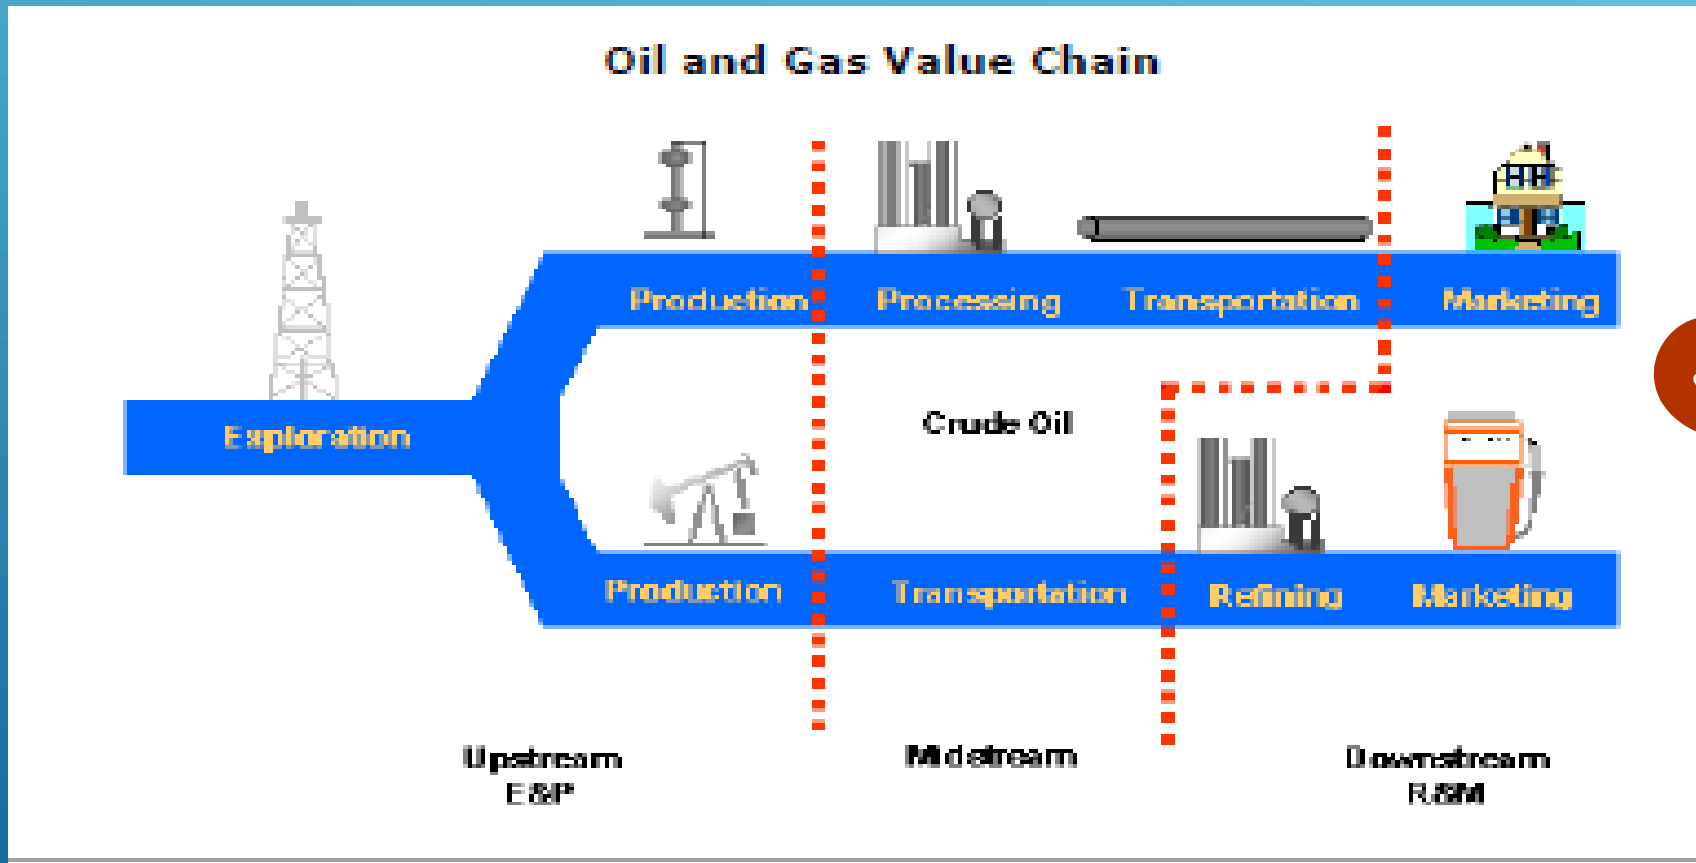 Oil and Gas Value Chain
Production Processing Transportation Marketing
Exploration
Crude Oil
Production Transportation Refining Marketing
Upstream Midstream Downstream
E&P R&M